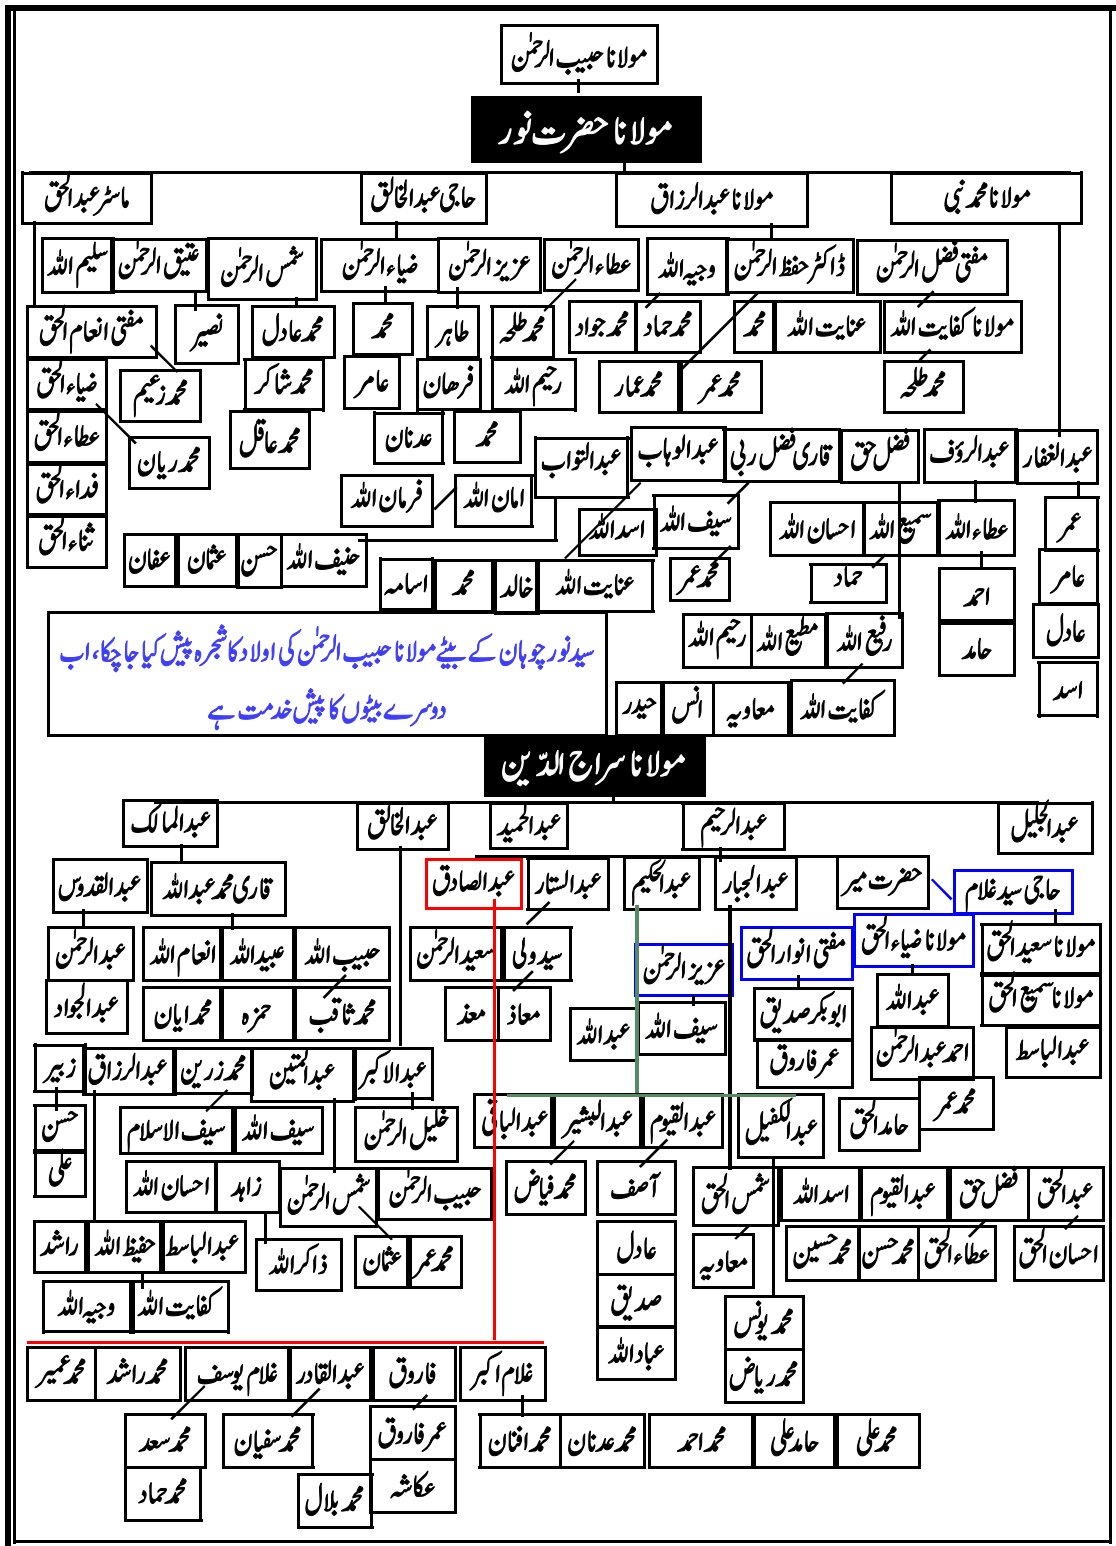 مولانا حبیب الرحمٰن
مولانا حضرت نور
مولانا محمد نبی مولانا عبدالرزاق حاجی عبدالخالق ماسٹر عبدالحق
مفتی فضل الرحمٰن ڈاکٹر حفظ الرحمٰن وجیہ اللہ عطاء الرحمٰن عزیز الرحمٰن ضیاء الرحمٰن شمس الرحمٰن عتیق الرحمٰن سلیم اللہ
مولانا کفایت اللہ عنایت اللہ محمد محمد حماد محمد جواد محمد طلحہ طاہر محمد محمد عادل نصیر مفتی انعام الحق
محمد طلحہ محمد عمر محمد عمار رحیم اللہ فرھان عامر محمد شاکر محمد زعیم ضیاء الحق
محمد عدنان محمد عاقل عطاء الحق
عبدالغفار عبدالرؤف فضل حق قاری فضل ربی عبدالوہاب عبدالتواب محمد ریان
امان اللہ فرمان اللہ فداء الحق
عمر عطاء اللہ سمیع اللہ احسان اللہ سیف اللہ اسد اللہ ثناء الحق
حنیف اللہ حسن عثمان عفان
عامر احمد حماد محمد عمر عنایت اللہ خالد محمد اسامہ
عادل حامد رفیع اللہ مطیع اللہ رحیم اللہ
اسد کفایت اللہ معاویہ انس حیدر
سید نور چوہان کے بیٹے مولانا حبیب الرحمٰن کی اولاد کا شجرہ پیش کیا جا چکا، اب
دوسرے بیٹوں کا پیش خدمت ہے
مولانا سراج الدّین
عبدالجلیل عبدالرحیم عبدالحمید عبدالخالق عبدالمالک
حاجی سید غلام حضرت میر عبدالجبار عبدالحکیم عبدالستار عبدالصادق قاری محمد عبداللہ عبدالقدوس
مولانا سعید الحق مولانا ضیاء الحق مفتی انوار الحق عزیز الرحمٰن سید ولی سعید الرحمٰن حبیب اللہ عبید اللہ انعام اللہ عبدالرحمٰن
مولانا سمیع الحق عبداللہ ابوبکر صدیق سیف اللہ عبداللہ معاذ معذ محمد ثاقب حمزہ محمد ایان عبدالجواد
عبدالباسط احمد عبدالرحمٰن عمر فاروق عبدالاکبر عبدالمتین محمد زرین عبدالرزاق زبیر
محمد عمر حامد الحق عبدالکفیل عبدالقیوم عبدالبشیر عبدالباقی خلیل الرحمٰن سیف اللہ سیف الاسلام حسن
علی
عبدالحق فضل حق عبدالقیوم اسد اللہ شمس الحق آصف محمد فیاض حبیب الرحمٰن شمس الرحمٰن زاہد احسان اللہ
احسان الحق عطاء الحق محمد حسن محمد حسین معاویہ عادل محمد عمر عثمان ذاکر اللہ عبدالباسط حفیظ اللہ راشد
محمد یونس صدیق کفایت اللہ وجیہ اللہ
محمد ریاض عباد اللہ
غلام اکبر فاروق عبدالقادر غلام یوسف محمد راشد محمد عمیر
محمد علی حامد علی محمد احمد محمد عدنان محمد افنان عمر فاروق محمد سفیان محمد سعد
عکاشہ محمد بلال محمد حماد